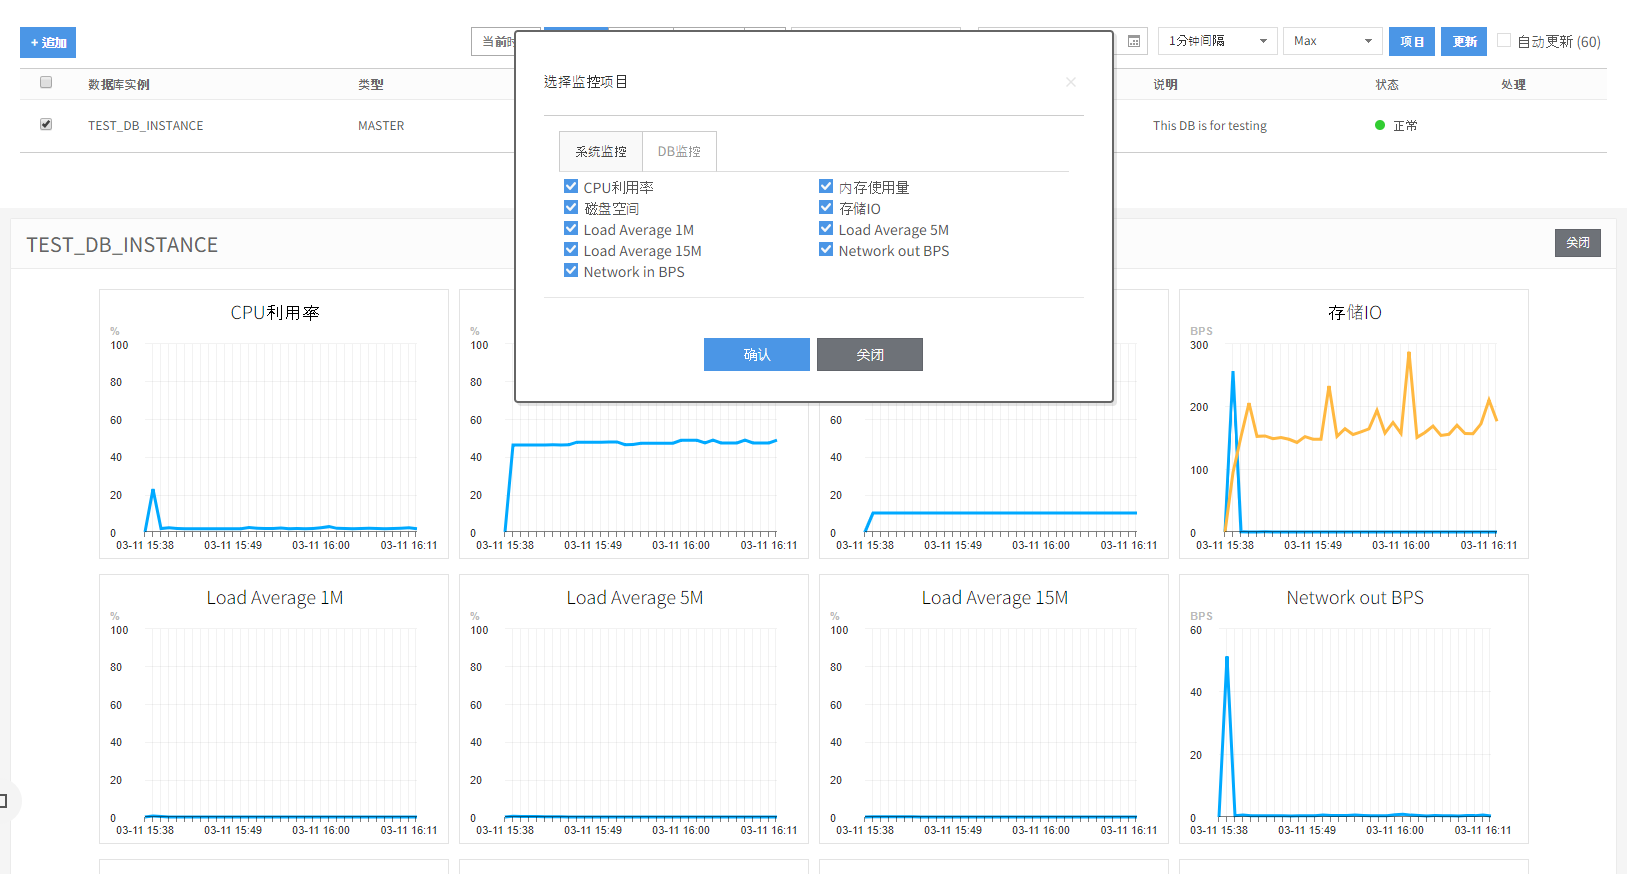 + 追加
当前时
1分钟间隔
Max
项目
更新
自动更新 (60)
数据库实例
类型
说明
状态
处理
TEST_DB_INSTANCE
MASTER
This DB is for testing
正常
选择监控项目
×
系统监控
DB监控
CPU利用率
内存使用量
磁盘空间
存储IO
Load Average 1M
Load Average 5M
Load Average 15M
Network out BPS
Network in BPS
确认
关闭
TEST_DB_INSTANCE
关闭
CPU利用率
%
100
80
60
40
20
0
03-11 15:38
03-11 15:49
03-11 16:00
03-11 16:11
%
100
80
60
40
20
0
03-11 15:38
03-11 15:49
03-11 16:00
03-11 16:11
60
40
20
0
03-11 15:38
03-11 15:49
03-11 16:00
03-11 16:11
存储IO
BPS
300
200
100
0
03-11 15:38
03-11 15:49
03-11 16:00
03-11 16:11
Load Average 1M
%
100
80
60
40
20
0
03-11 15:38
03-11 15:49
03-11 16:00
03-11 16:11
Load Average 5M
%
100
80
60
40
20
0
03-11 15:38
03-11 15:49
03-11 16:00
03-11 16:11
Load Average 15M
%
100
80
60
40
20
0
03-11 15:38
03-11 15:49
03-11 16:00
03-11 16:11
Network out BPS
BPS
60
40
20
0
03-11 15:38
03-11 15:49
03-11 16:00
03-11 16:11